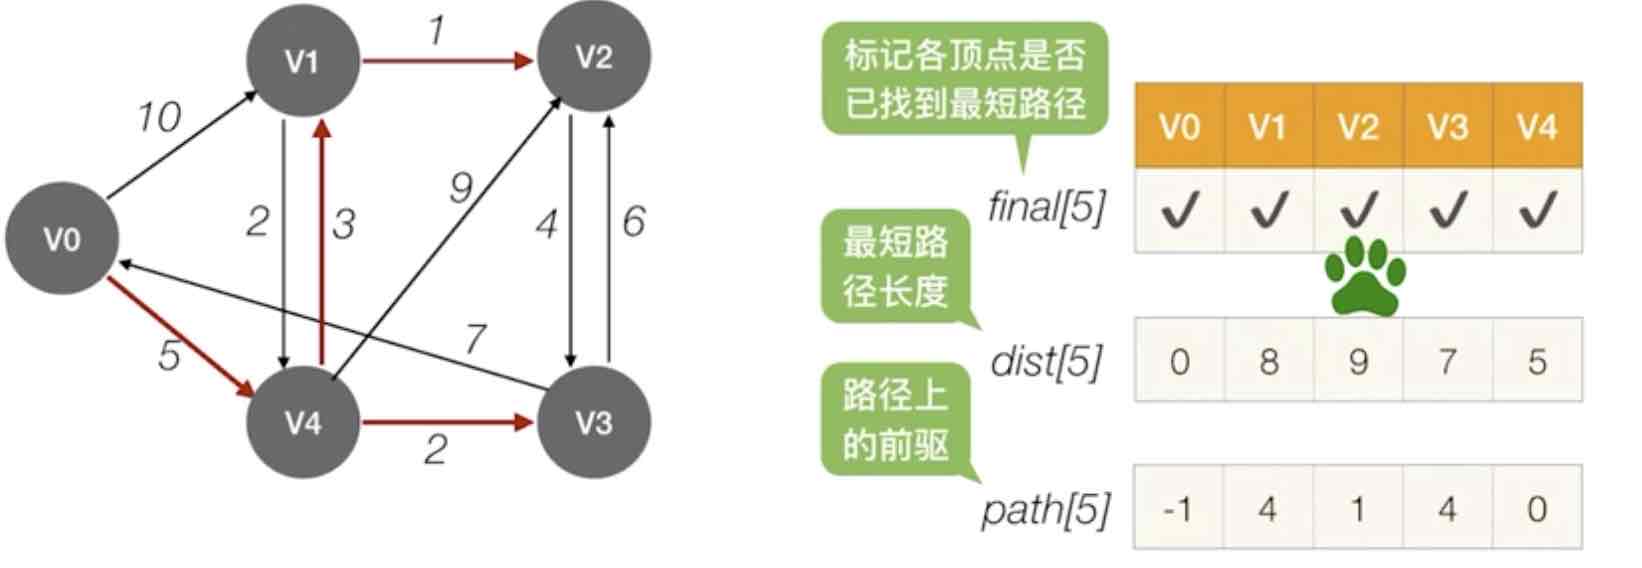 V1
1
V2
10
2
3
9
4
6
V0
7
5
V4
2
V3
标记各顶点是否
已找到最短路径
V0 V1 V2 V3 V4
final[5] ✓ ✓ ✓ ✓ ✓
最短路
径长度
dist[5] 0 8 9 7 5
路径上
的前驱
path[5] -1 4 1 4 0